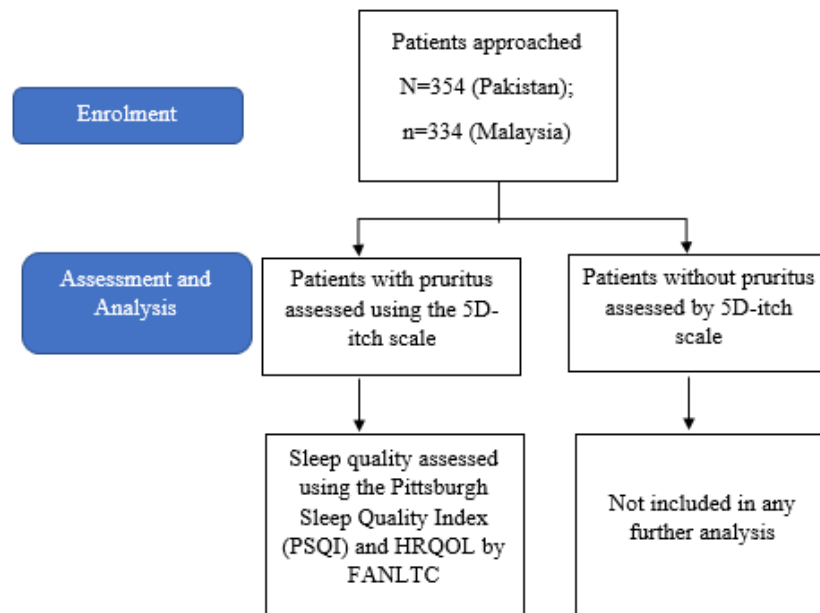 Patients approached
N=354 (Pakistan);
n=334 (Malaysia)
Enrolment
Assessment and
Analysis
Patients with pruritus
assessed using the 5D-
itch scale
Patients without pruritus
assessed by 5D-itch
scale
Sleep quality assessed
using the Pittsburgh
Sleep Quality Index
(PSQI) and HRQOL by
FANLTC
Not included in any
further analysis